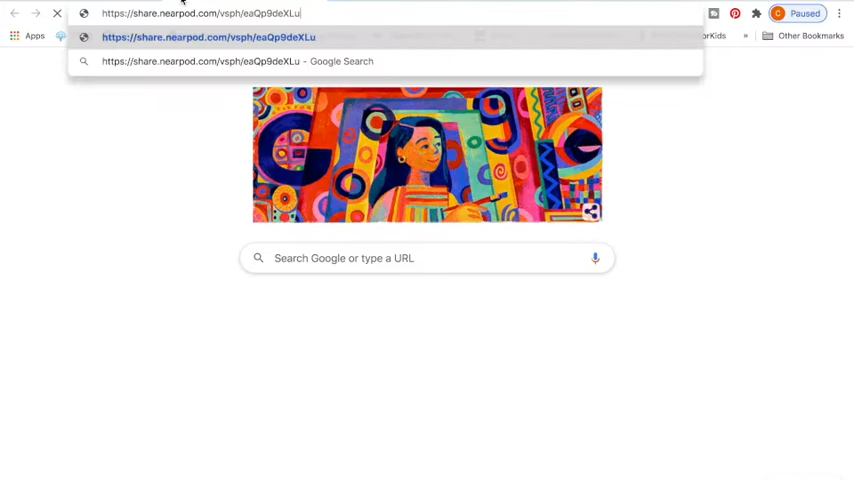 https://share.nearpod.com/vsph/eaQp9deXLu
C Paused
https://share.nearpod.com/vsph/eaQp9deXLu
Apps
rKids
»
Other Bookmarks
https://share.nearpod.com/vsph/eaQp9deXLu - Google Search
Search Google or type a URL